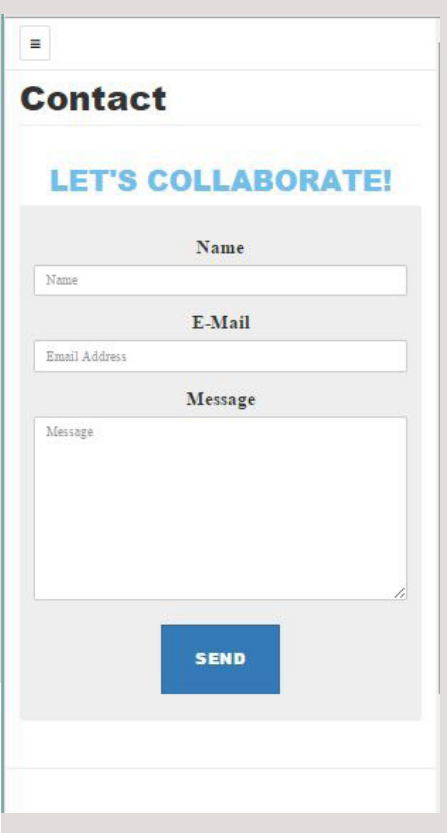 Contact
LET'S COLLABORATE!
Name
Name
E-Mail
Email Address
Message
Message
SEND